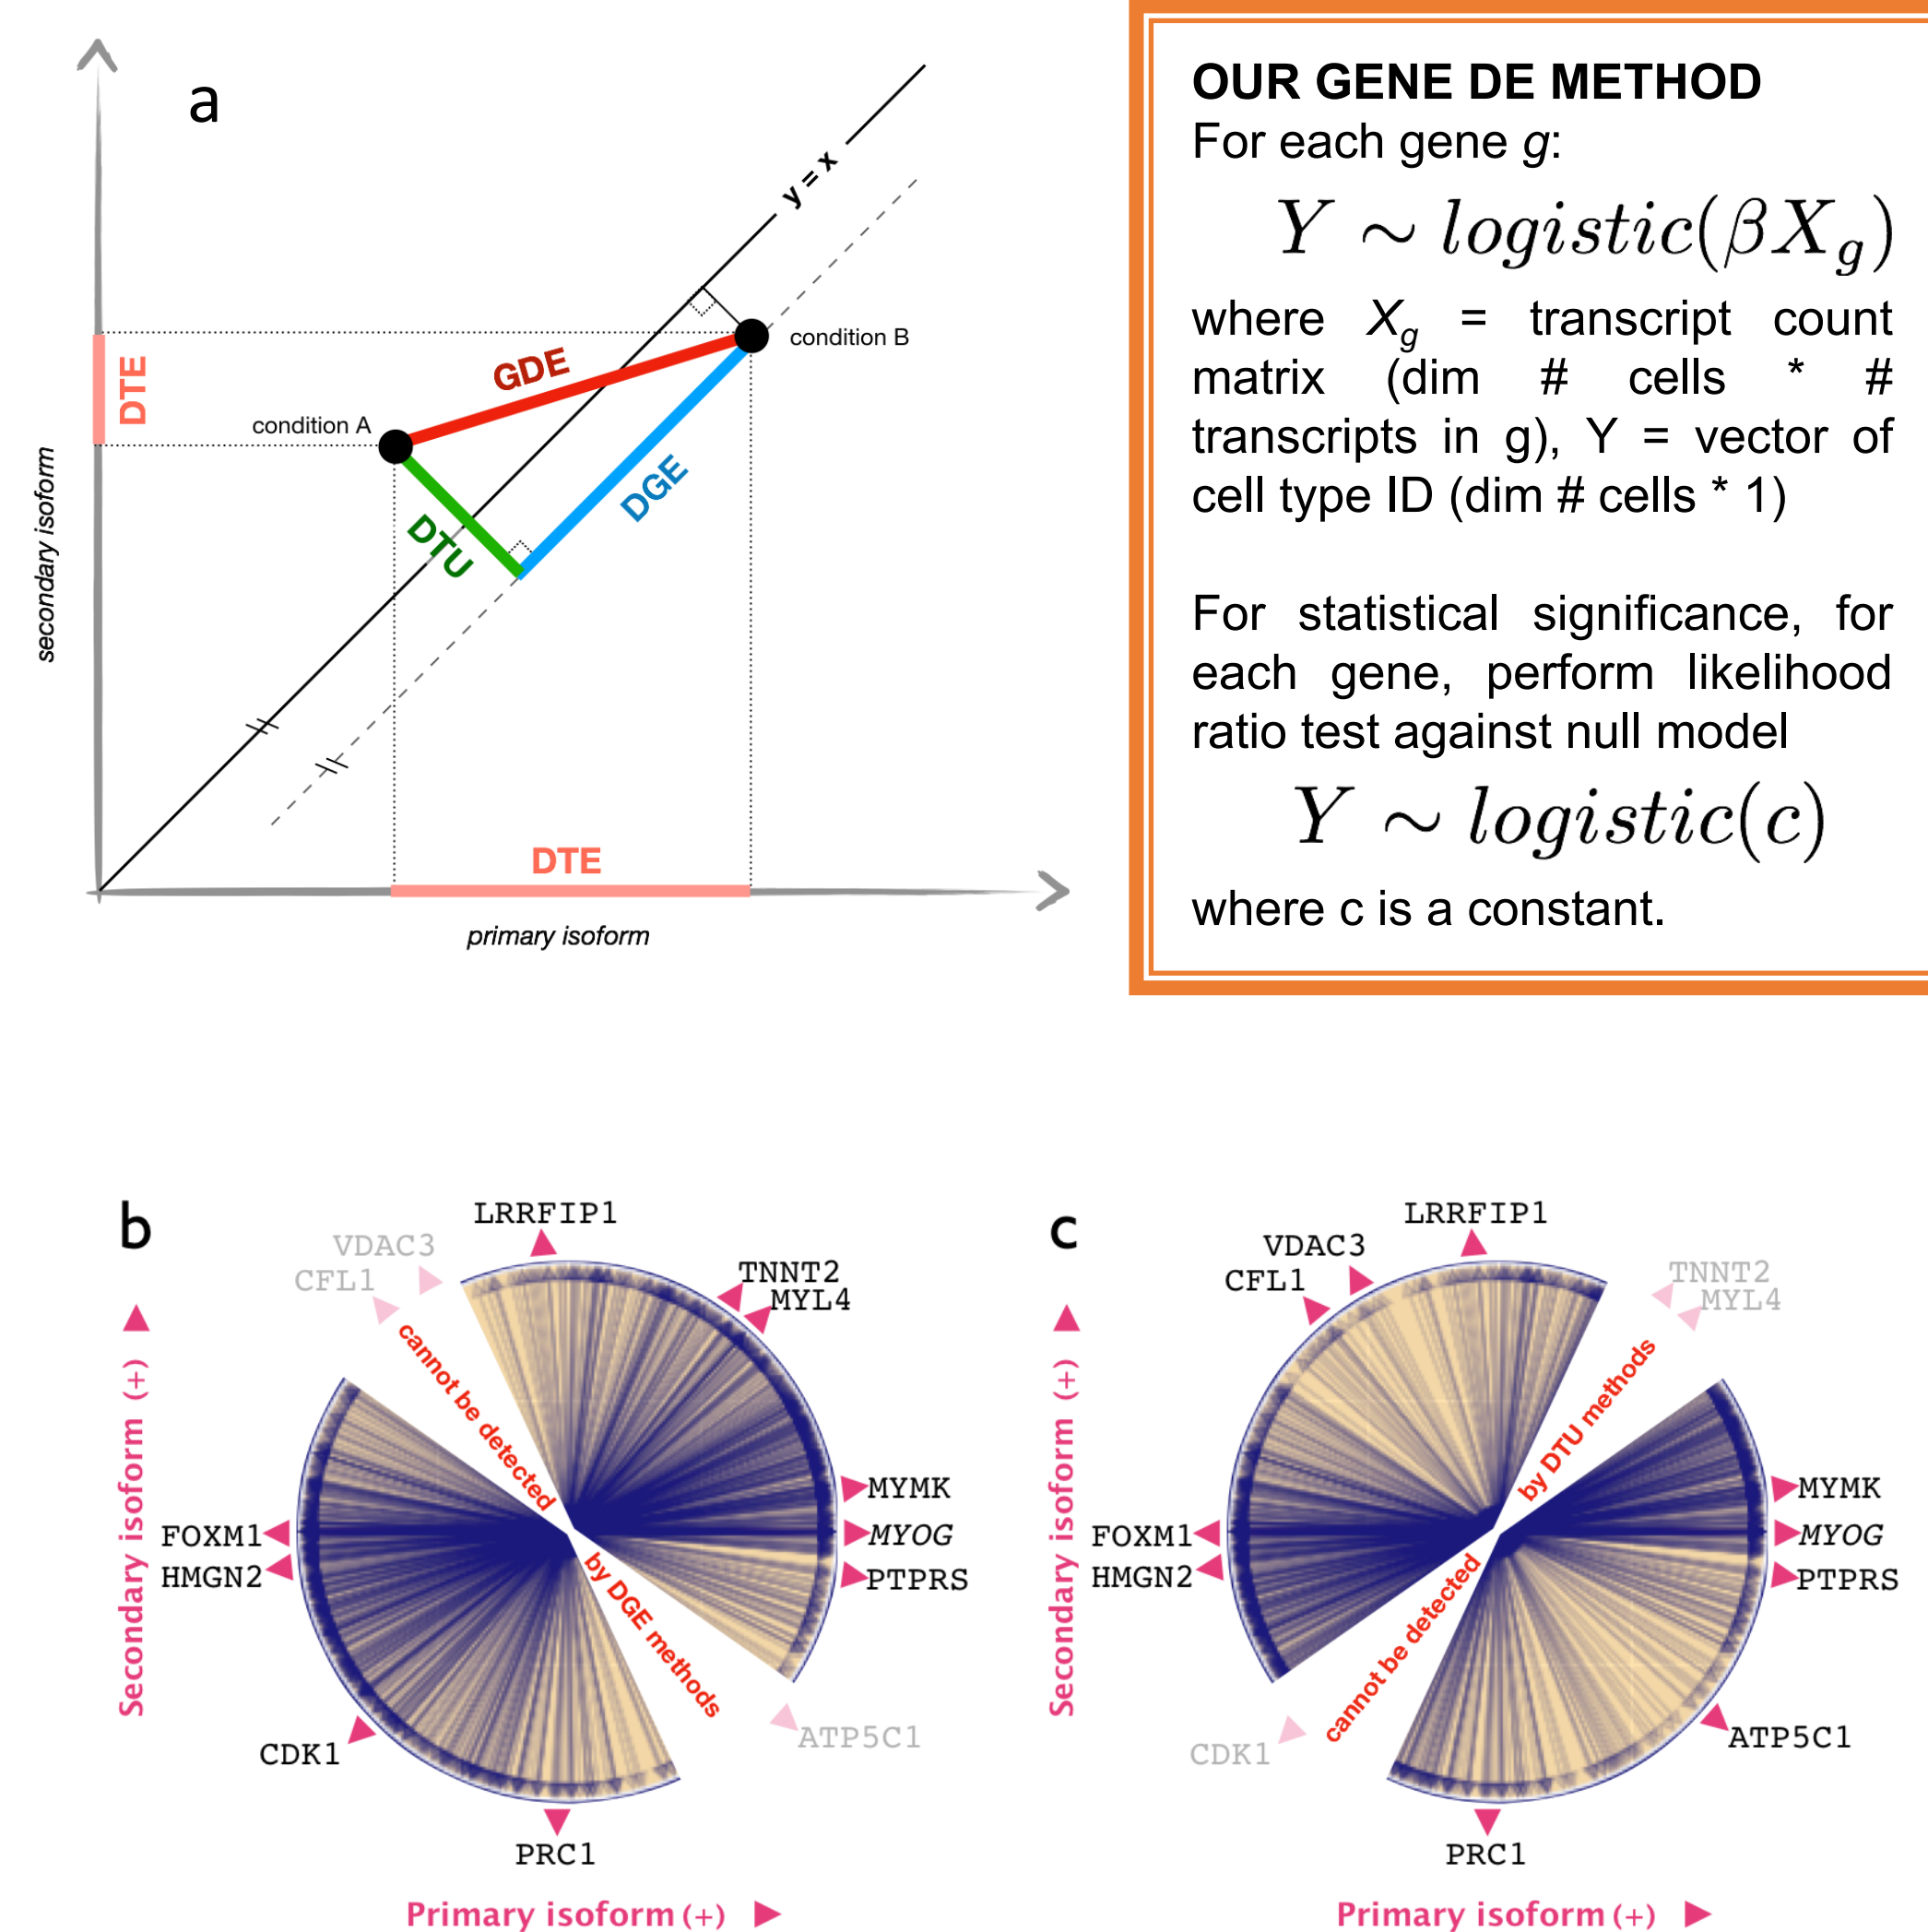 a
y = x
condition B
GDE
condition A
DTE
DGE
DTU
secondary isoform
DTE
primary isoform
OUR GENE DE METHOD
For each gene g:
Y ~ logistic(βX_g)
where X_g = transcript count
matrix (dim # cells * #
transcripts in g), Y = vector of
cell type ID (dim # cells * 1)
For statistical significance, for
each gene, perform likelihood
ratio test against null model
Y ~ logistic(c)
where c is a constant.
b
LRRFIP1
VDAC3
CFL1
TNNT2
MYL4
cannot be detected
by DGE methods
MYMK
MYOG
PTPRS
FOXM1
HMGN2
ATP5C1
CDK1
PRC1
Secondary isoform (+)
Primary isoform (+)
c
LRRFIP1
VDAC3
CFL1
TNNT2
MYL4
cannot be detected
by DTU methods
MYMK
MYOG
PTPRS
FOXM1
HMGN2
ATP5C1
CDK1
PRC1
Secondary isoform (+)
Primary isoform (+)